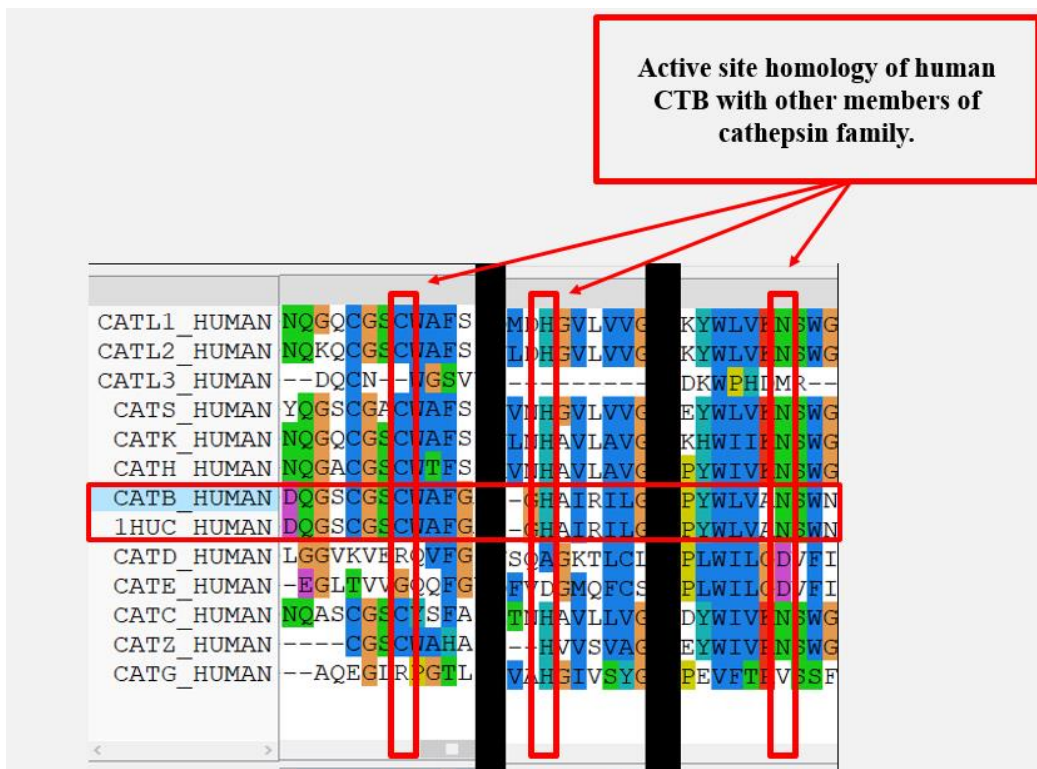 Active site homology of human
CTB with other members of
cathepsin family.
CATL1_HUMAN NQGQCGSCWAFS MDHGVLVVG KYWLVKNSWG
CATL2_HUMAN NQKQCGSCWAFS LDHGVLVVG KYWLVKNSWG
CATL3_HUMAN --DQCN--WGSV --------- DKWPHDMR--
CATS_HUMAN YQGSCGACWAFS VNHGVLVVG EYWLVKNSWG
CATK_HUMAN NQGQCGSCWAFS LNHAVLAVG KHWIIKNSWG
CATH_HUMAN NQGACGSCWTFS VNHAVLAVG PYWIVKNSWG
CATB_HUMAN DQGSCGSCWAFG -GHAIRILG PYWLVANSWN
1HUC_HUMAN DQGSCGSCWAFG -GHAIRILG PYWLVANSWN
CATD_HUMAN LGGVKVERQVFG SQAGKTLCL PLWILGDVFI
CATE_HUMAN -EGLTVVGQQFG FVDGMQFCS PLWILGDVFI
CATC_HUMAN NQASCGSCYSFA TNHAVLLVG DYWIVKNSWG
CATZ_HUMAN ----CGSCWAHA --HVVSVAG EYWIVRNSWG
CATG_HUMAN --AQEGLRPGTL VAHGIVSYG PEVFTRVSSF